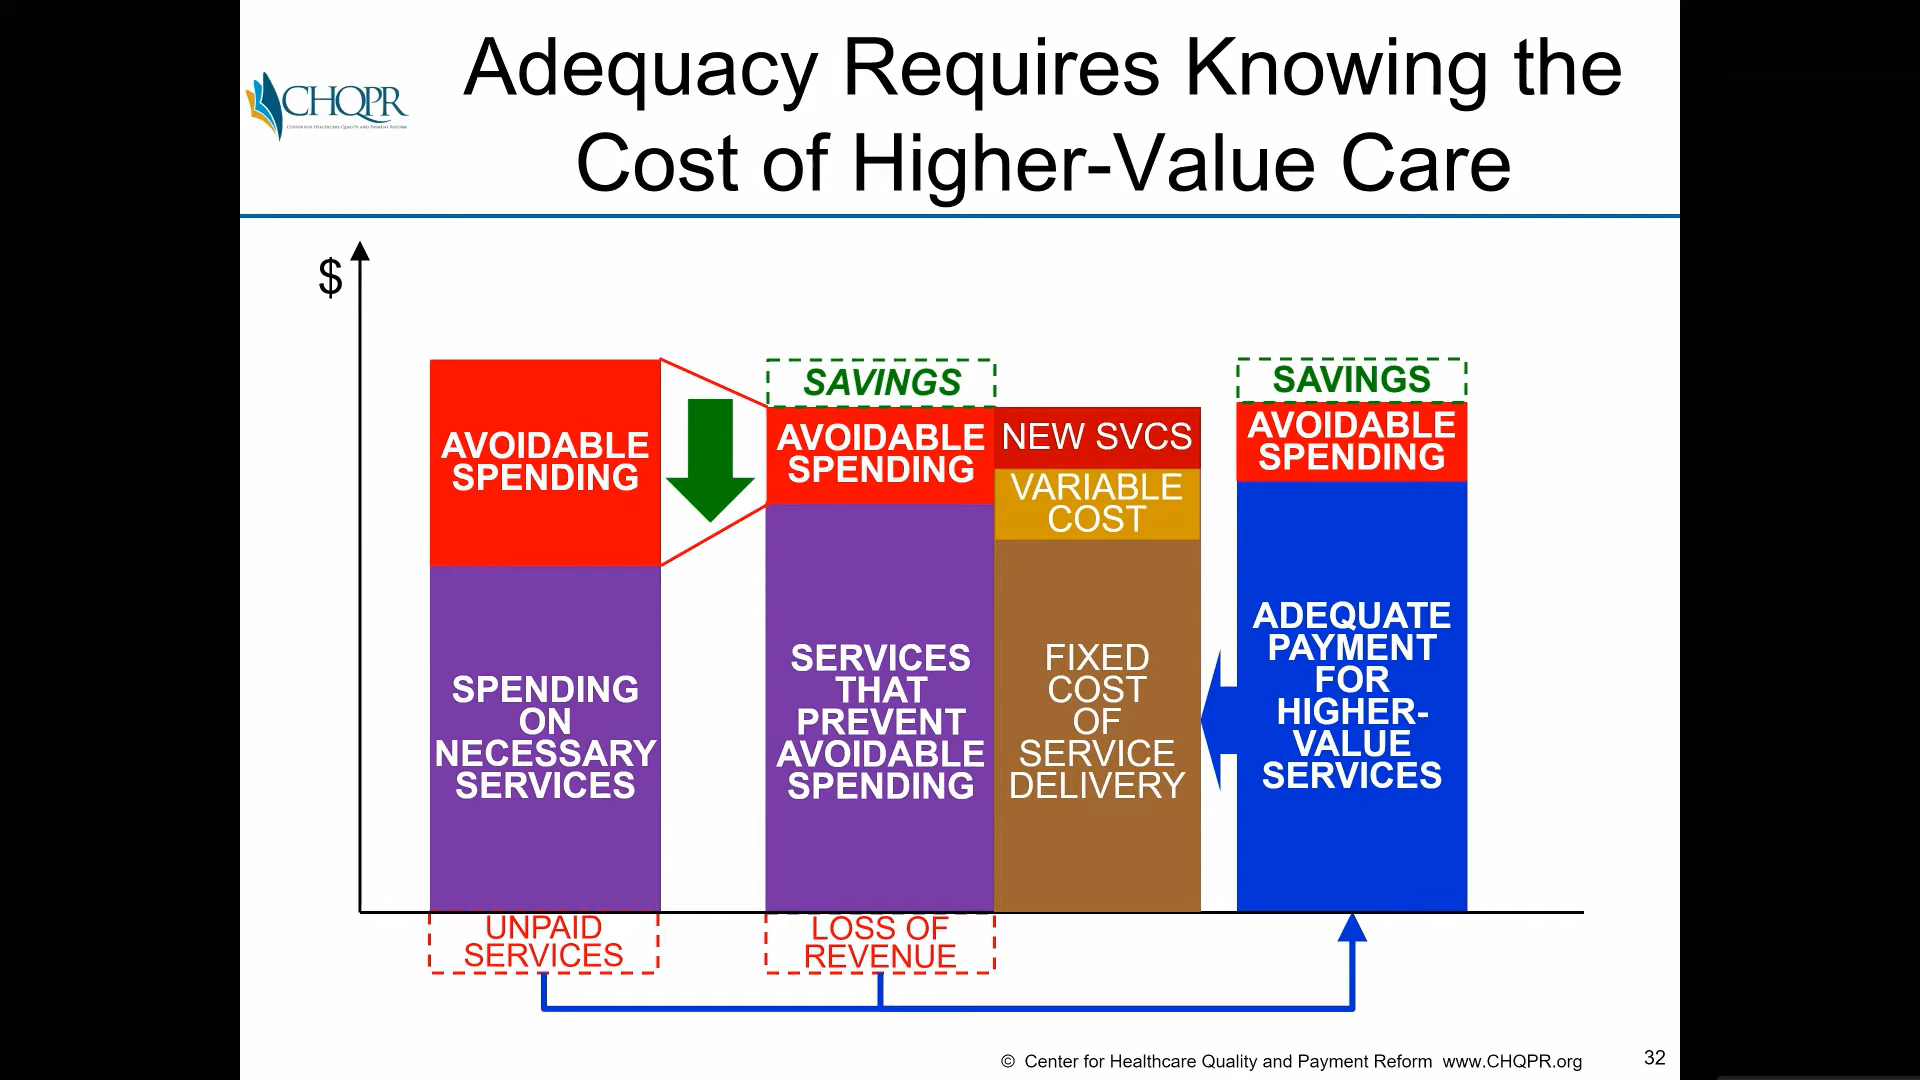 Adequacy Requires Knowing the
Cost of Higher-Value Care
CHQPR
CENTER FOR HEALTHCARE QUALITY AND PAYMENT REFORM
$
AVOIDABLE
SPENDING
SPENDING
ON
NECESSARY
SERVICES
UNPAID
SERVICES
SAVINGS
AVOIDABLE
SPENDING
SERVICES
THAT
PREVENT
AVOIDABLE
SPENDING
LOSS OF
REVENUE
NEW SVCS
VARIABLE
COST
FIXED
COST
OF
SERVICE
DELIVERY
SAVINGS
AVOIDABLE
SPENDING
ADEQUATE
PAYMENT
FOR
HIGHER-
VALUE
SERVICES
© Center for Healthcare Quality and Payment Reform www.CHQPR.org
32